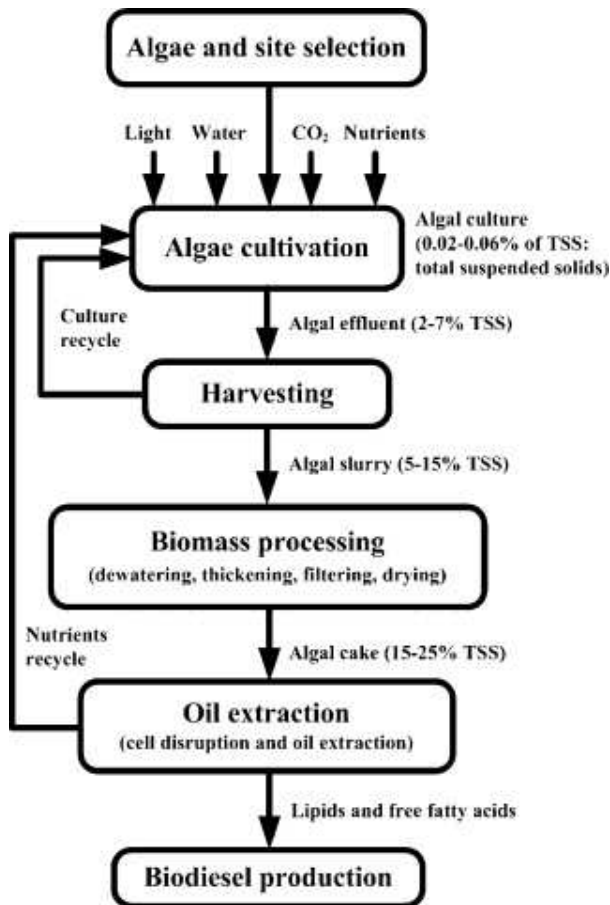 Algae and site selection
Light Water CO₂ Nutrients
Algae cultivation
Algal culture
(0.02-0.06% of TSS:
total suspended solids)
Culture
recycle
Algal effluent (2-7% TSS)
Harvesting
Algal slurry (5-15% TSS)
Biomass processing
(dewatering, thickening, filtering, drying)
Nutrients
recycle
Algal cake (15-25% TSS)
Oil extraction
(cell disruption and oil extraction)
Lipids and free fatty acids
Biodiesel production